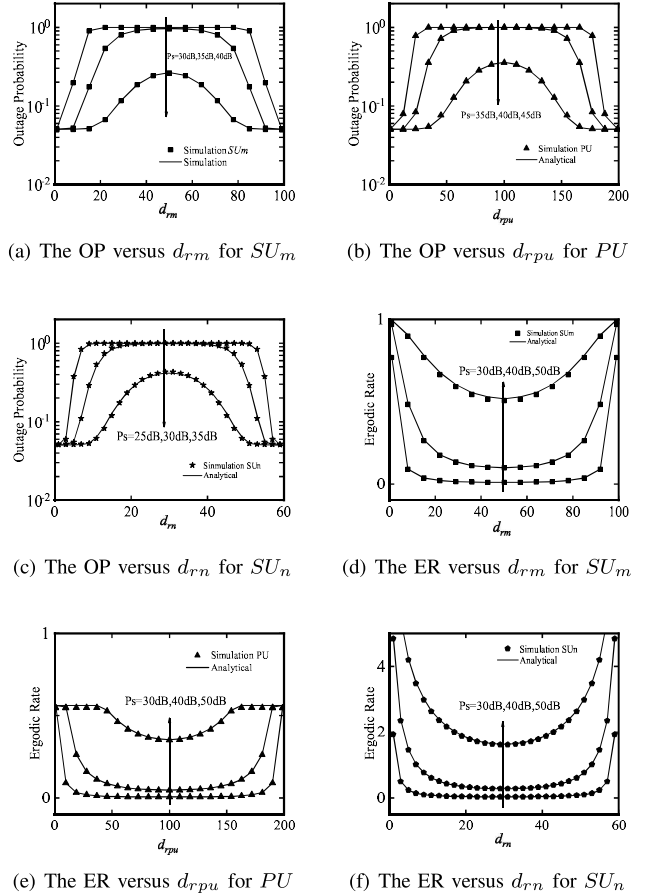 Outage Probability
10^0
10^-1
10^-2
Ps=30dB,35dB,40dB
Simulation SUm
Simulation
0 20 40 60 80 100
d_rm
(a) The OP versus d_rm for SU_m
Outage Probability
10^0
10^-1
10^-2
Ps=35dB,40dB,45dB
Simulation PU
Analytical
0 50 100 150 200
d_rpu
(b) The OP versus d_rpu for PU
Outage Probability
10^0
10^-1
10^-2
Ps=25dB,30dB,35dB
Sinmulation SUn
Analytical
0 20 40 60
d_rn
(c) The OP versus d_rn for SU_n
Ergodic Rate
1
0
Simulation SUm
Analytical
Ps=30dB,40dB,50dB
0 20 40 60 80 100
d_rm
(d) The ER versus d_rm for SU_m
Ergodic Rate
1
0
Simulation PU
Analytical
Ps=30dB,40dB,50dB
0 50 100 150 200
d_rpu
(e) The ER versus d_rpu for PU
Ergodic Rate
4
2
0
Simulation SUn
Analytical
Ps=30dB,40dB,50dB
0 20 40 60
d_rn
(f) The ER versus d_rn for SU_n